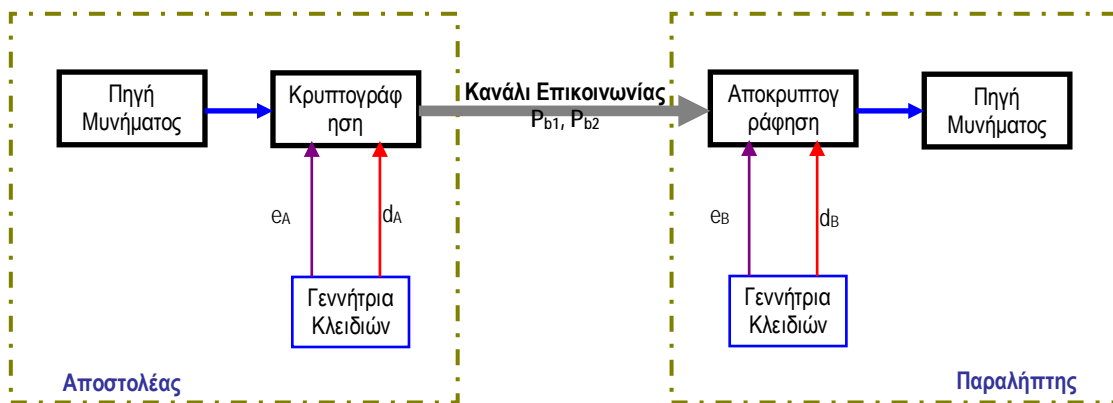 Πηγή
Μυνήματος
Κρυπτογράφ
ηση
Κανάλι Επικοινωνίας
Pb1, Pb2
Αποκρυπτογ
ράφηση
Πηγή
Μυνήματος
eA
dA
eB
dB
Γεννήτρια
Κλειδιών
Γεννήτρια
Κλειδιών
Αποστολέας
Παραλήπτης